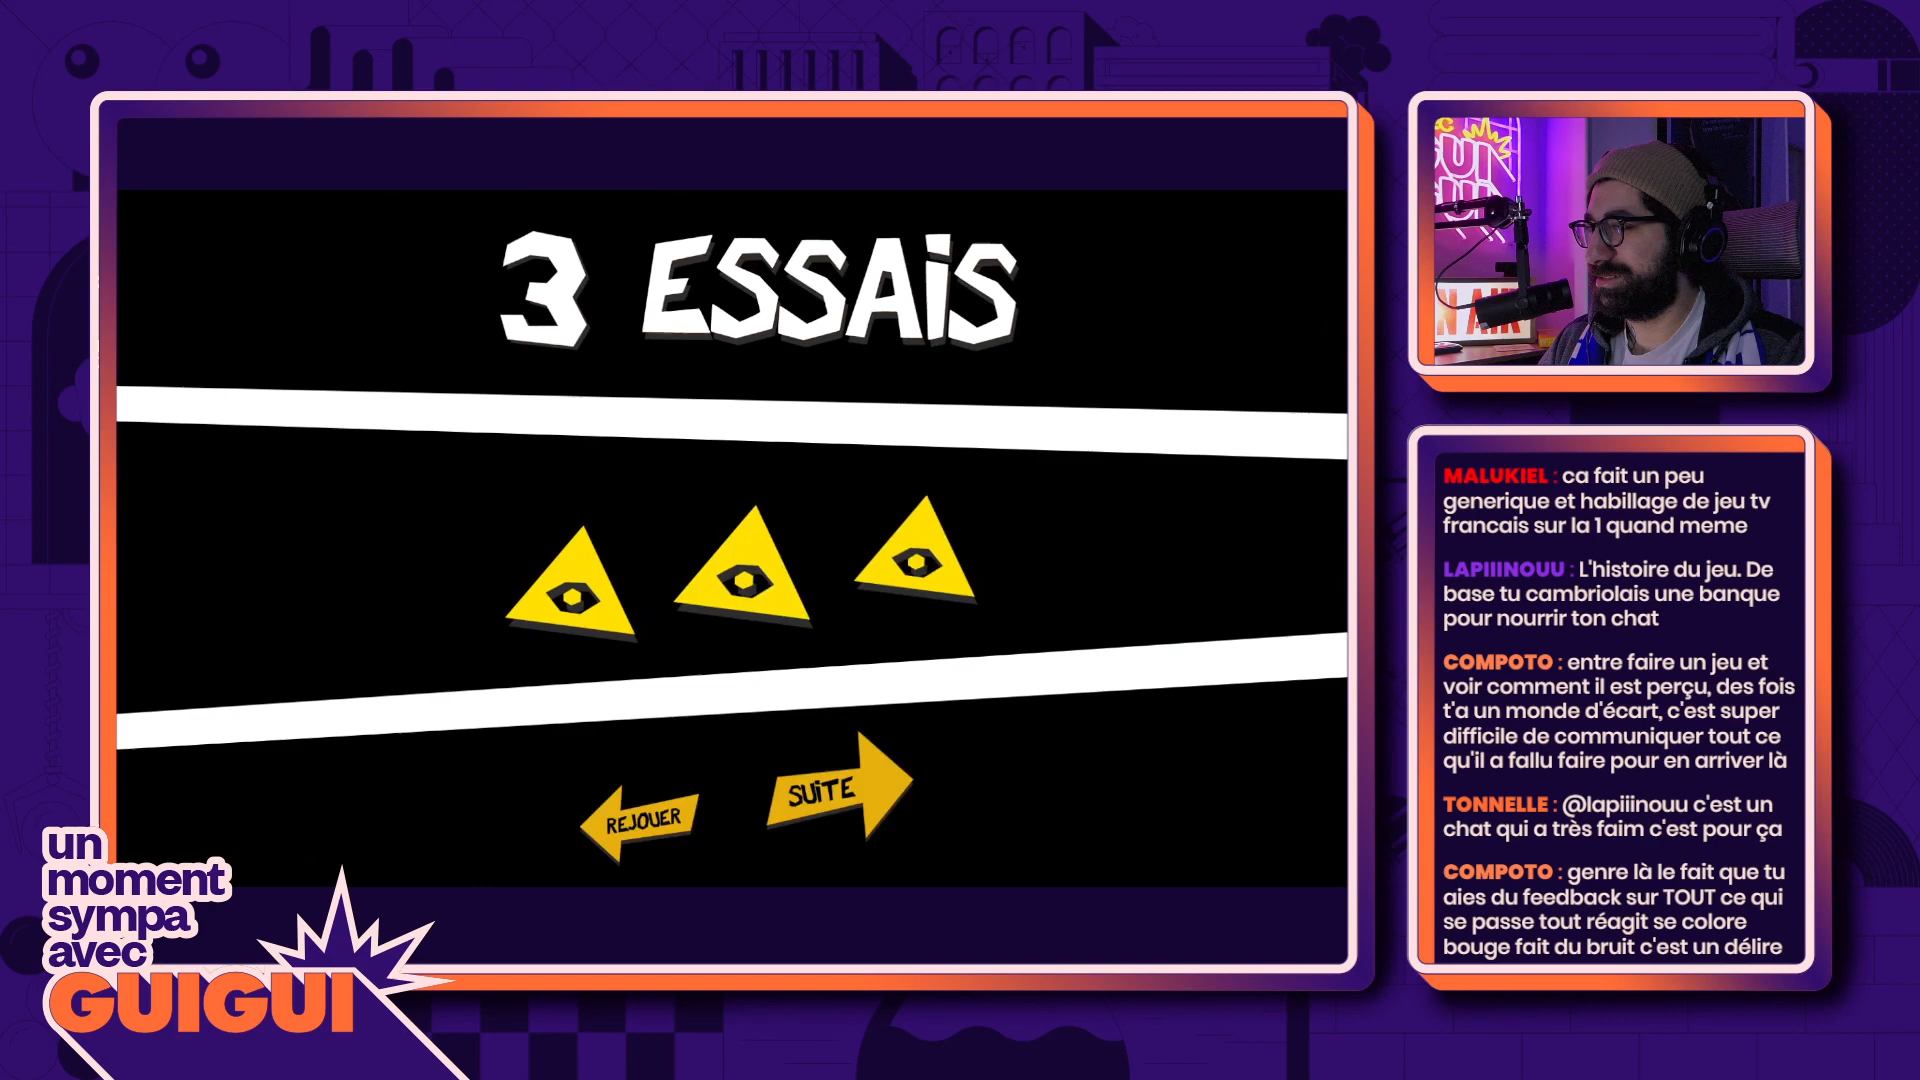 3 ESSAiS
REJOUER
SUiTE
GUI
N AIR
MALUKIEL : ca fait un peu
generique et habillage de jeu tv
francais sur la 1 quand meme
LAPIIINOUU : L'histoire du jeu. De
base tu cambriolais une banque
pour nourrir ton chat
COMPOTO : entre faire un jeu et
voir comment il est perçu, des fois
t'a un monde d'écart, c'est super
difficile de communiquer tout ce
qu'il a fallu faire pour en arriver là
TONNELLE : @lapiiinouu c'est un
chat qui a très faim c'est pour ça
COMPOTO : genre là le fait que tu
aies du feedback sur TOUT ce qui
se passe tout réagit se colore
bouge fait du bruit c'est un délire
un
moment
sympa
avec
GUIGUI